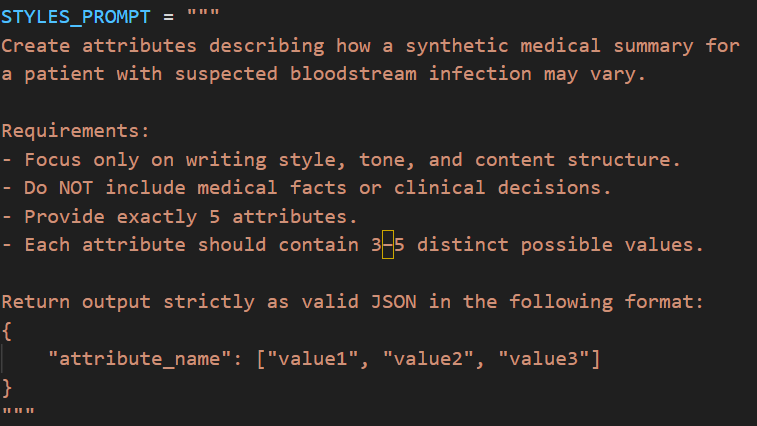 STYLES_PROMPT = """
Create attributes describing how a synthetic medical summary for
a patient with suspected bloodstream infection may vary.
Requirements:
- Focus only on writing style, tone, and content structure.
- Do NOT include medical facts or clinical decisions.
- Provide exactly 5 attributes.
- Each attribute should contain 3–5 distinct possible values.
Return output strictly as valid JSON in the following format:
{
    "attribute_name": ["value1", "value2", "value3"]
}
"""